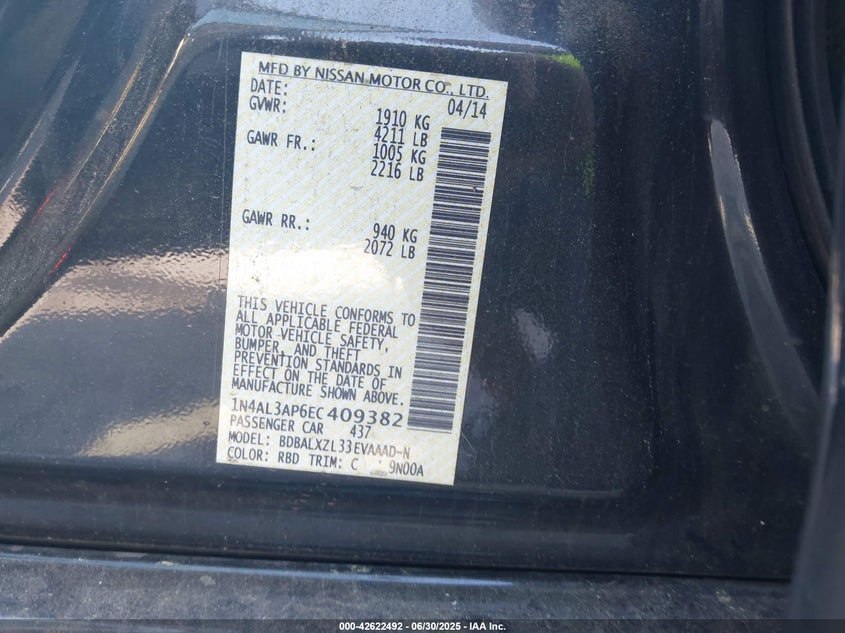 MFD BY NISSAN MOTOR CO., LTD.
DATE: 04/14
GVWR: 1910 KG
4211 LB
GAWR FR.: 1005 KG
2216 LB
GAWR RR.: 940 KG
2072 LB
THIS VEHICLE CONFORMS TO
ALL APPLICABLE FEDERAL
MOTOR VEHICLE SAFETY,
BUMPER, AND THEFT
PREVENTION STANDARDS IN
EFFECT ON THE DATE OF
MANUFACTURE SHOWN ABOVE.
1N4AL3AP6EC409382
PASSENGER CAR 437
MODEL: BDBALXZL33EVAAAD-N
COLOR: RBD TRIM: C 9N00A
000-42622492 - 06/30/2025 - IAA Inc.